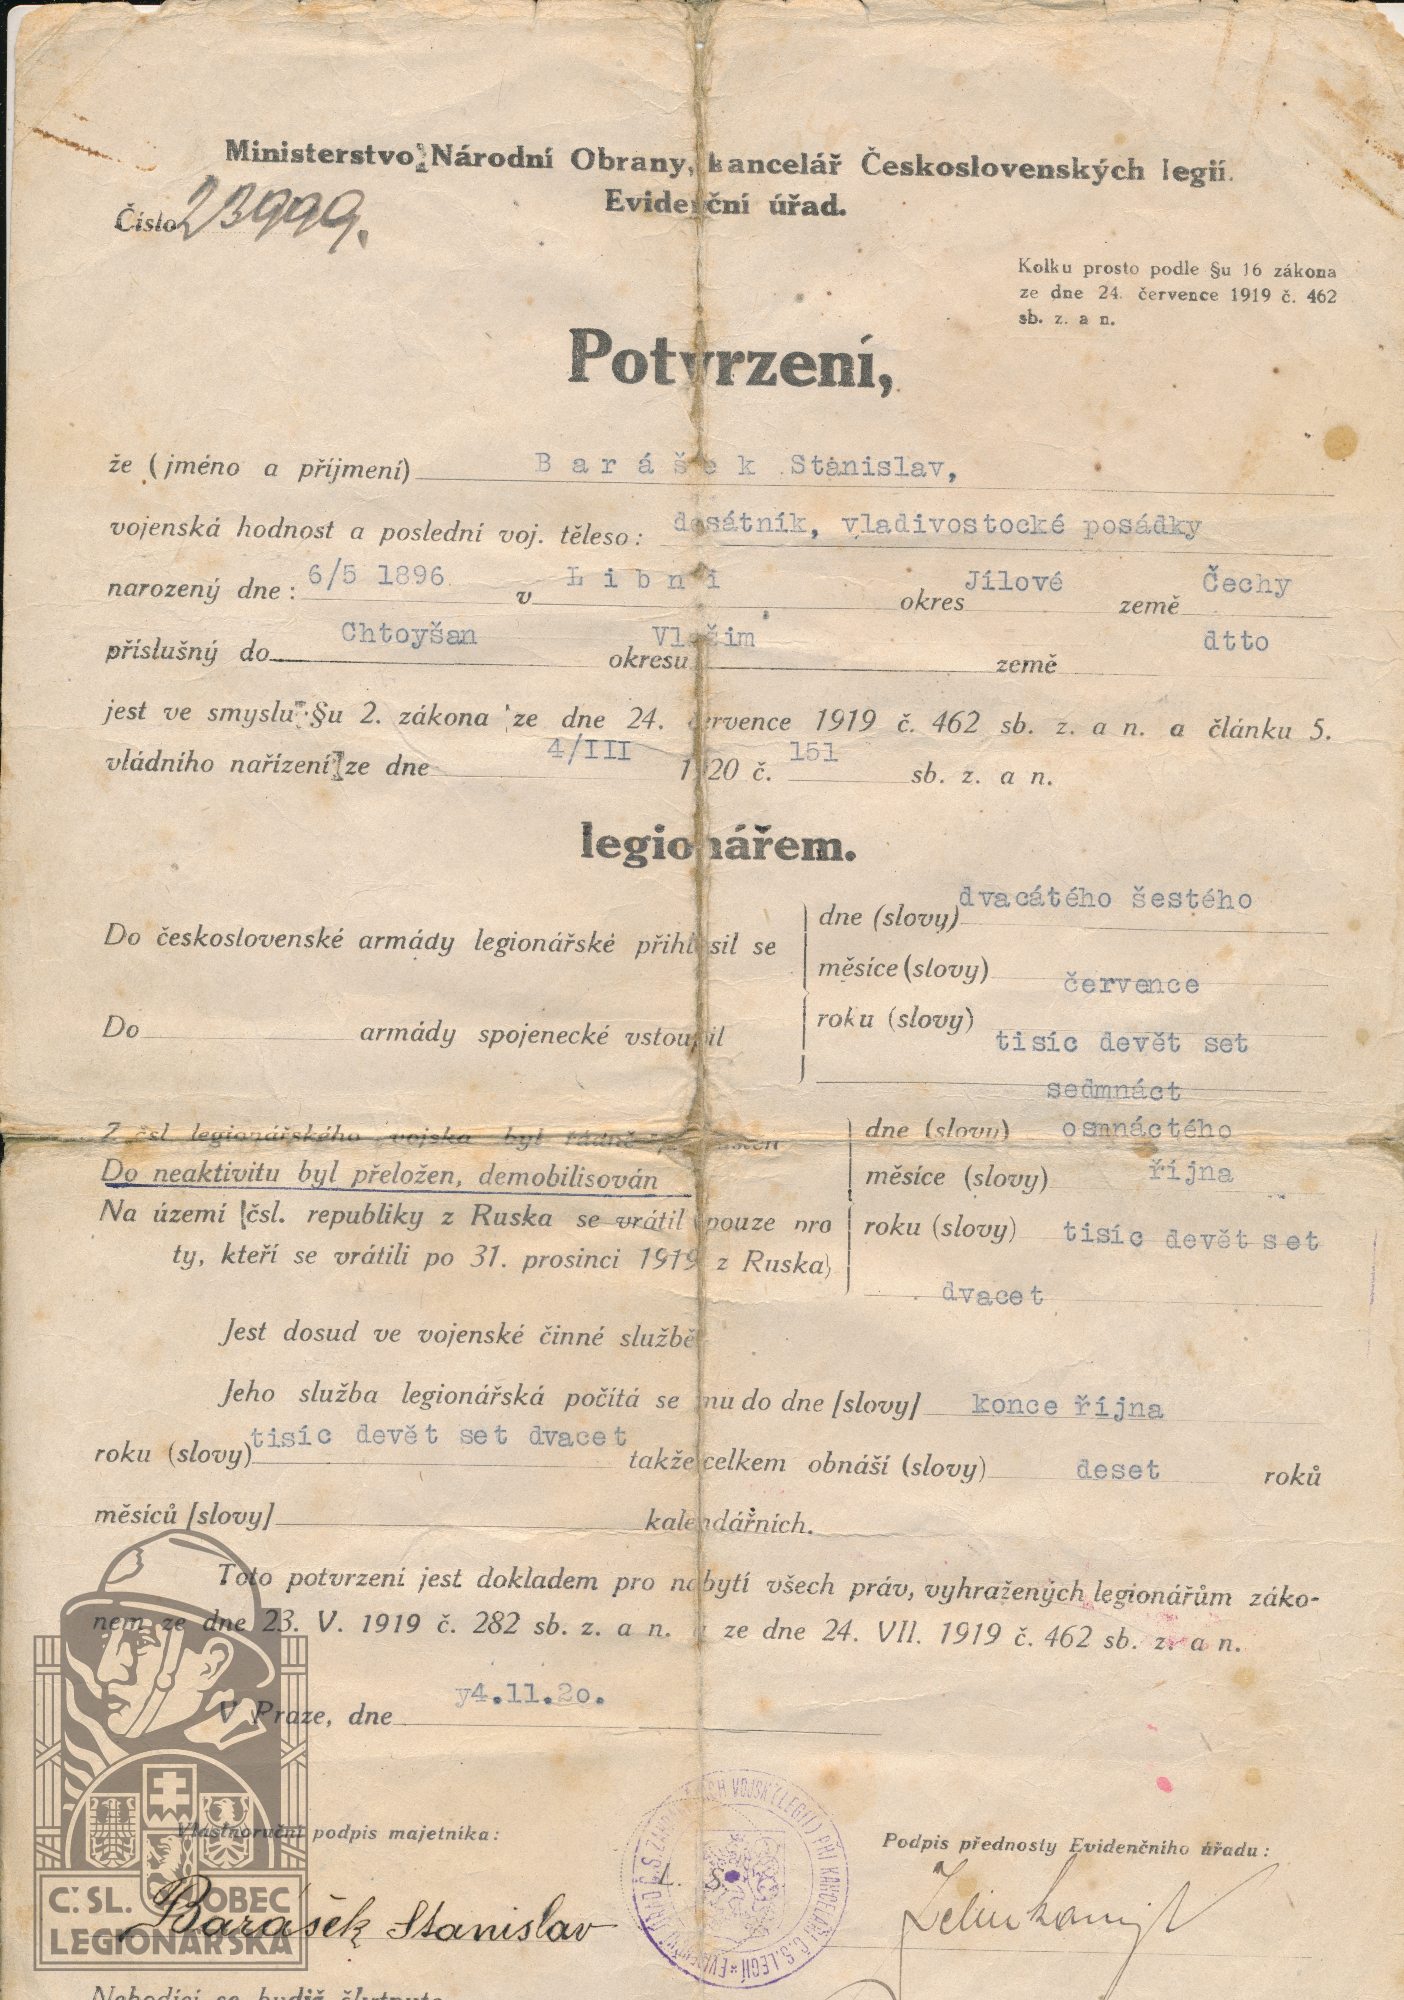 Ministerstvo Národní Obrany, kancelář Československých legií.
Evidenční úřad.
Číslo 23999.
Kolku prosto podle §u 16 zákona
ze dne 24. července 1919 č. 462
sb. z. a n.
Potvrzení,
že (jméno a příjmení) Barášek Stanislav,
vojenská hodnost a poslední voj. těleso: desátník, vladivostocké posádky
narozený dne: 6/5 1896 v Libni okres Jílové země Čechy
příslušný do Chtoyšan okresu Vlašim země dtto
jest ve smyslu §u 2. zákona ze dne 24. července 1919 č. 462 sb. z. a n. a článku 5.
vládního nařízení ze dne 4/III 1920 č. 151 sb. z. a n.
legionářem.
Do československé armády legionářské přihlásil se
dne (slovy) dvacátého šestého
měsíce (slovy) července
Do armády spojenecké vstoupil
roku (slovy) tisíc devět set
sedmnáct
Z čsl legionářského vojska byl řádně propuštěn
dne (slovy) osmnáctého
Do neaktivitu byl přeložen, demobilisován
měsíce (slovy) října
Na území čsl. republiky z Ruska se vrátil (pouze pro
roku (slovy) tisíc devět set
ty, kteří se vrátili po 31. prosinci 1919 z Ruska)
dvacet
Jest dosud ve vojenské činné službě
Jeho služba legionářská počítá se mu do dne [slovy] konce října
roku (slovy) tisíc devět set dvacet takže celkem obnáší (slovy) deset roků
měsíců [slovy] kalendářních.
Toto potvrzení jest dokladem pro nabytí všech práv, vyhražených legionářům záko-
nem ze dne 23. V. 1919 č. 282 sb. z. a n. a ze dne 24. VII. 1919 č. 462 sb. z. a n.
V Praze, dne y4.11.2o.
Vlastnoruční podpis majetníka:
Podpis přednosty Evidenčního úřadu:
L. S.
Barášek Stanislav
Č. SL. OBEC
LEGIONÁŘSKÁ
Nehodící se budiž škrtnuto